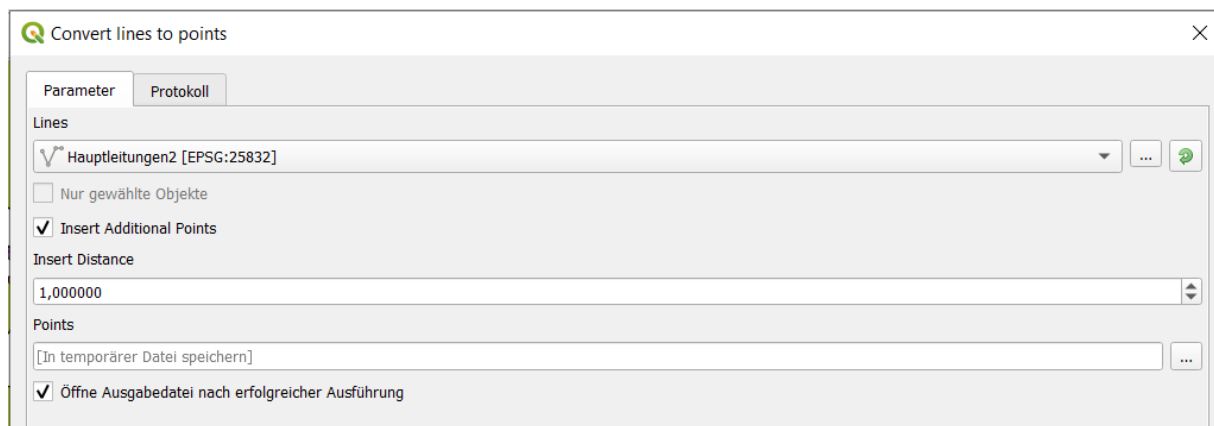 Convert lines to points
Parameter Protokoll
Lines
Hauptleitungen2 [EPSG:25832]
...
Nur gewählte Objekte
Insert Additional Points
Insert Distance
1,000000
Points
[In temporärer Datei speichern]
...
Öffne Ausgabedatei nach erfolgreicher Ausführung